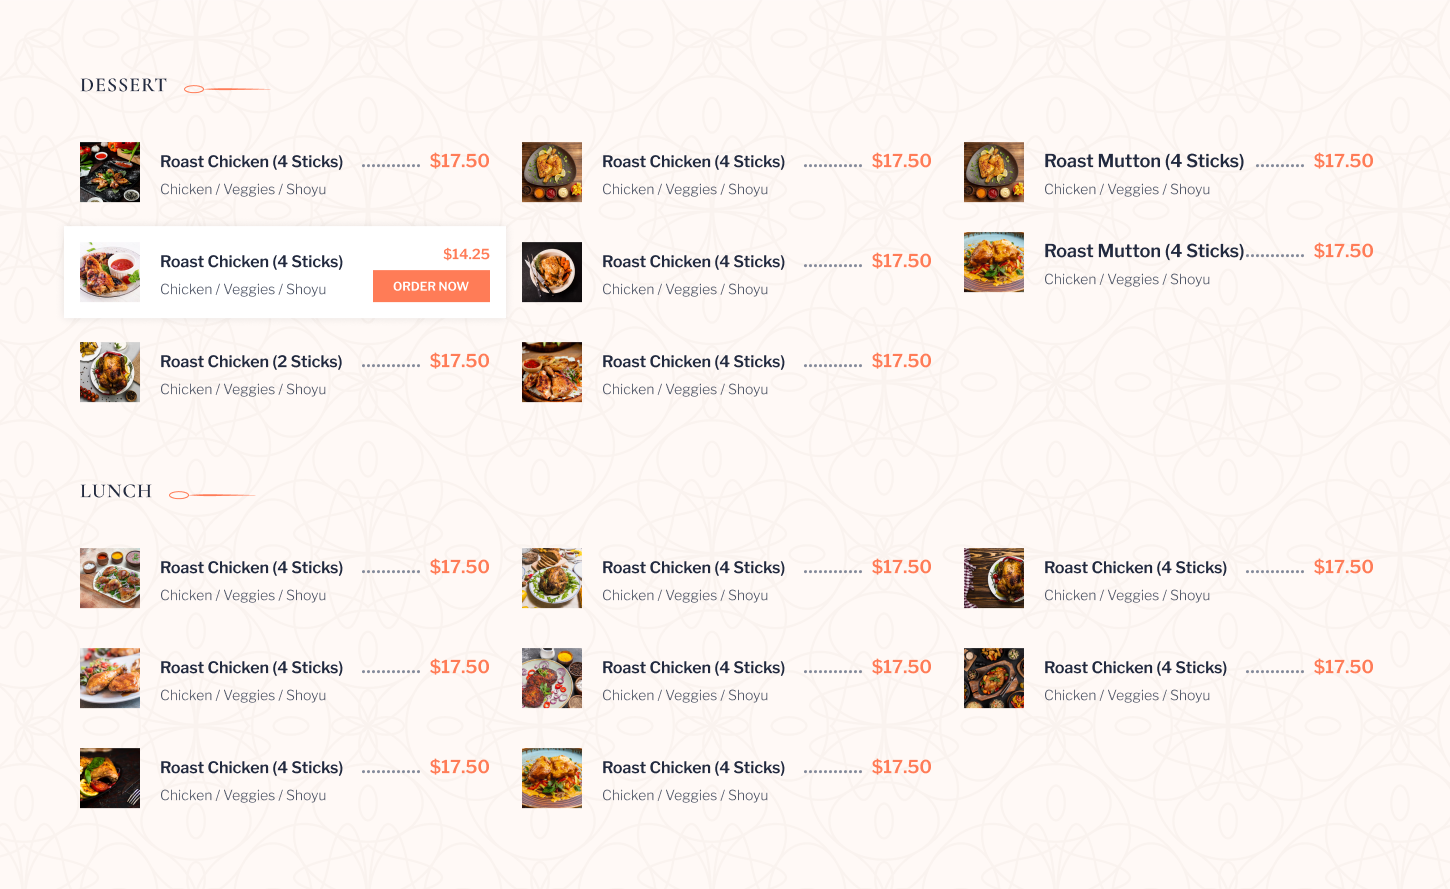 DESSERT
Roast Chicken (4 Sticks) ............ $17.50
Chicken / Veggies / Shoyu
Roast Chicken (4 Sticks) ............ $17.50
Chicken / Veggies / Shoyu
Roast Mutton (4 Sticks) .......... $17.50
Chicken / Veggies / Shoyu
Roast Chicken (4 Sticks) $14.25
Chicken / Veggies / Shoyu ORDER NOW
Roast Chicken (4 Sticks) ............ $17.50
Chicken / Veggies / Shoyu
Roast Mutton (4 Sticks)............ $17.50
Chicken / Veggies / Shoyu
Roast Chicken (2 Sticks) ............ $17.50
Chicken / Veggies / Shoyu
Roast Chicken (4 Sticks) ............ $17.50
Chicken / Veggies / Shoyu
LUNCH
Roast Chicken (4 Sticks) ............ $17.50
Chicken / Veggies / Shoyu
Roast Chicken (4 Sticks) ............ $17.50
Chicken / Veggies / Shoyu
Roast Chicken (4 Sticks) ............ $17.50
Chicken / Veggies / Shoyu
Roast Chicken (4 Sticks) ............ $17.50
Chicken / Veggies / Shoyu
Roast Chicken (4 Sticks) ............ $17.50
Chicken / Veggies / Shoyu
Roast Chicken (4 Sticks) ............ $17.50
Chicken / Veggies / Shoyu
Roast Chicken (4 Sticks) ............ $17.50
Chicken / Veggies / Shoyu
Roast Chicken (4 Sticks) ............ $17.50
Chicken / Veggies / Shoyu